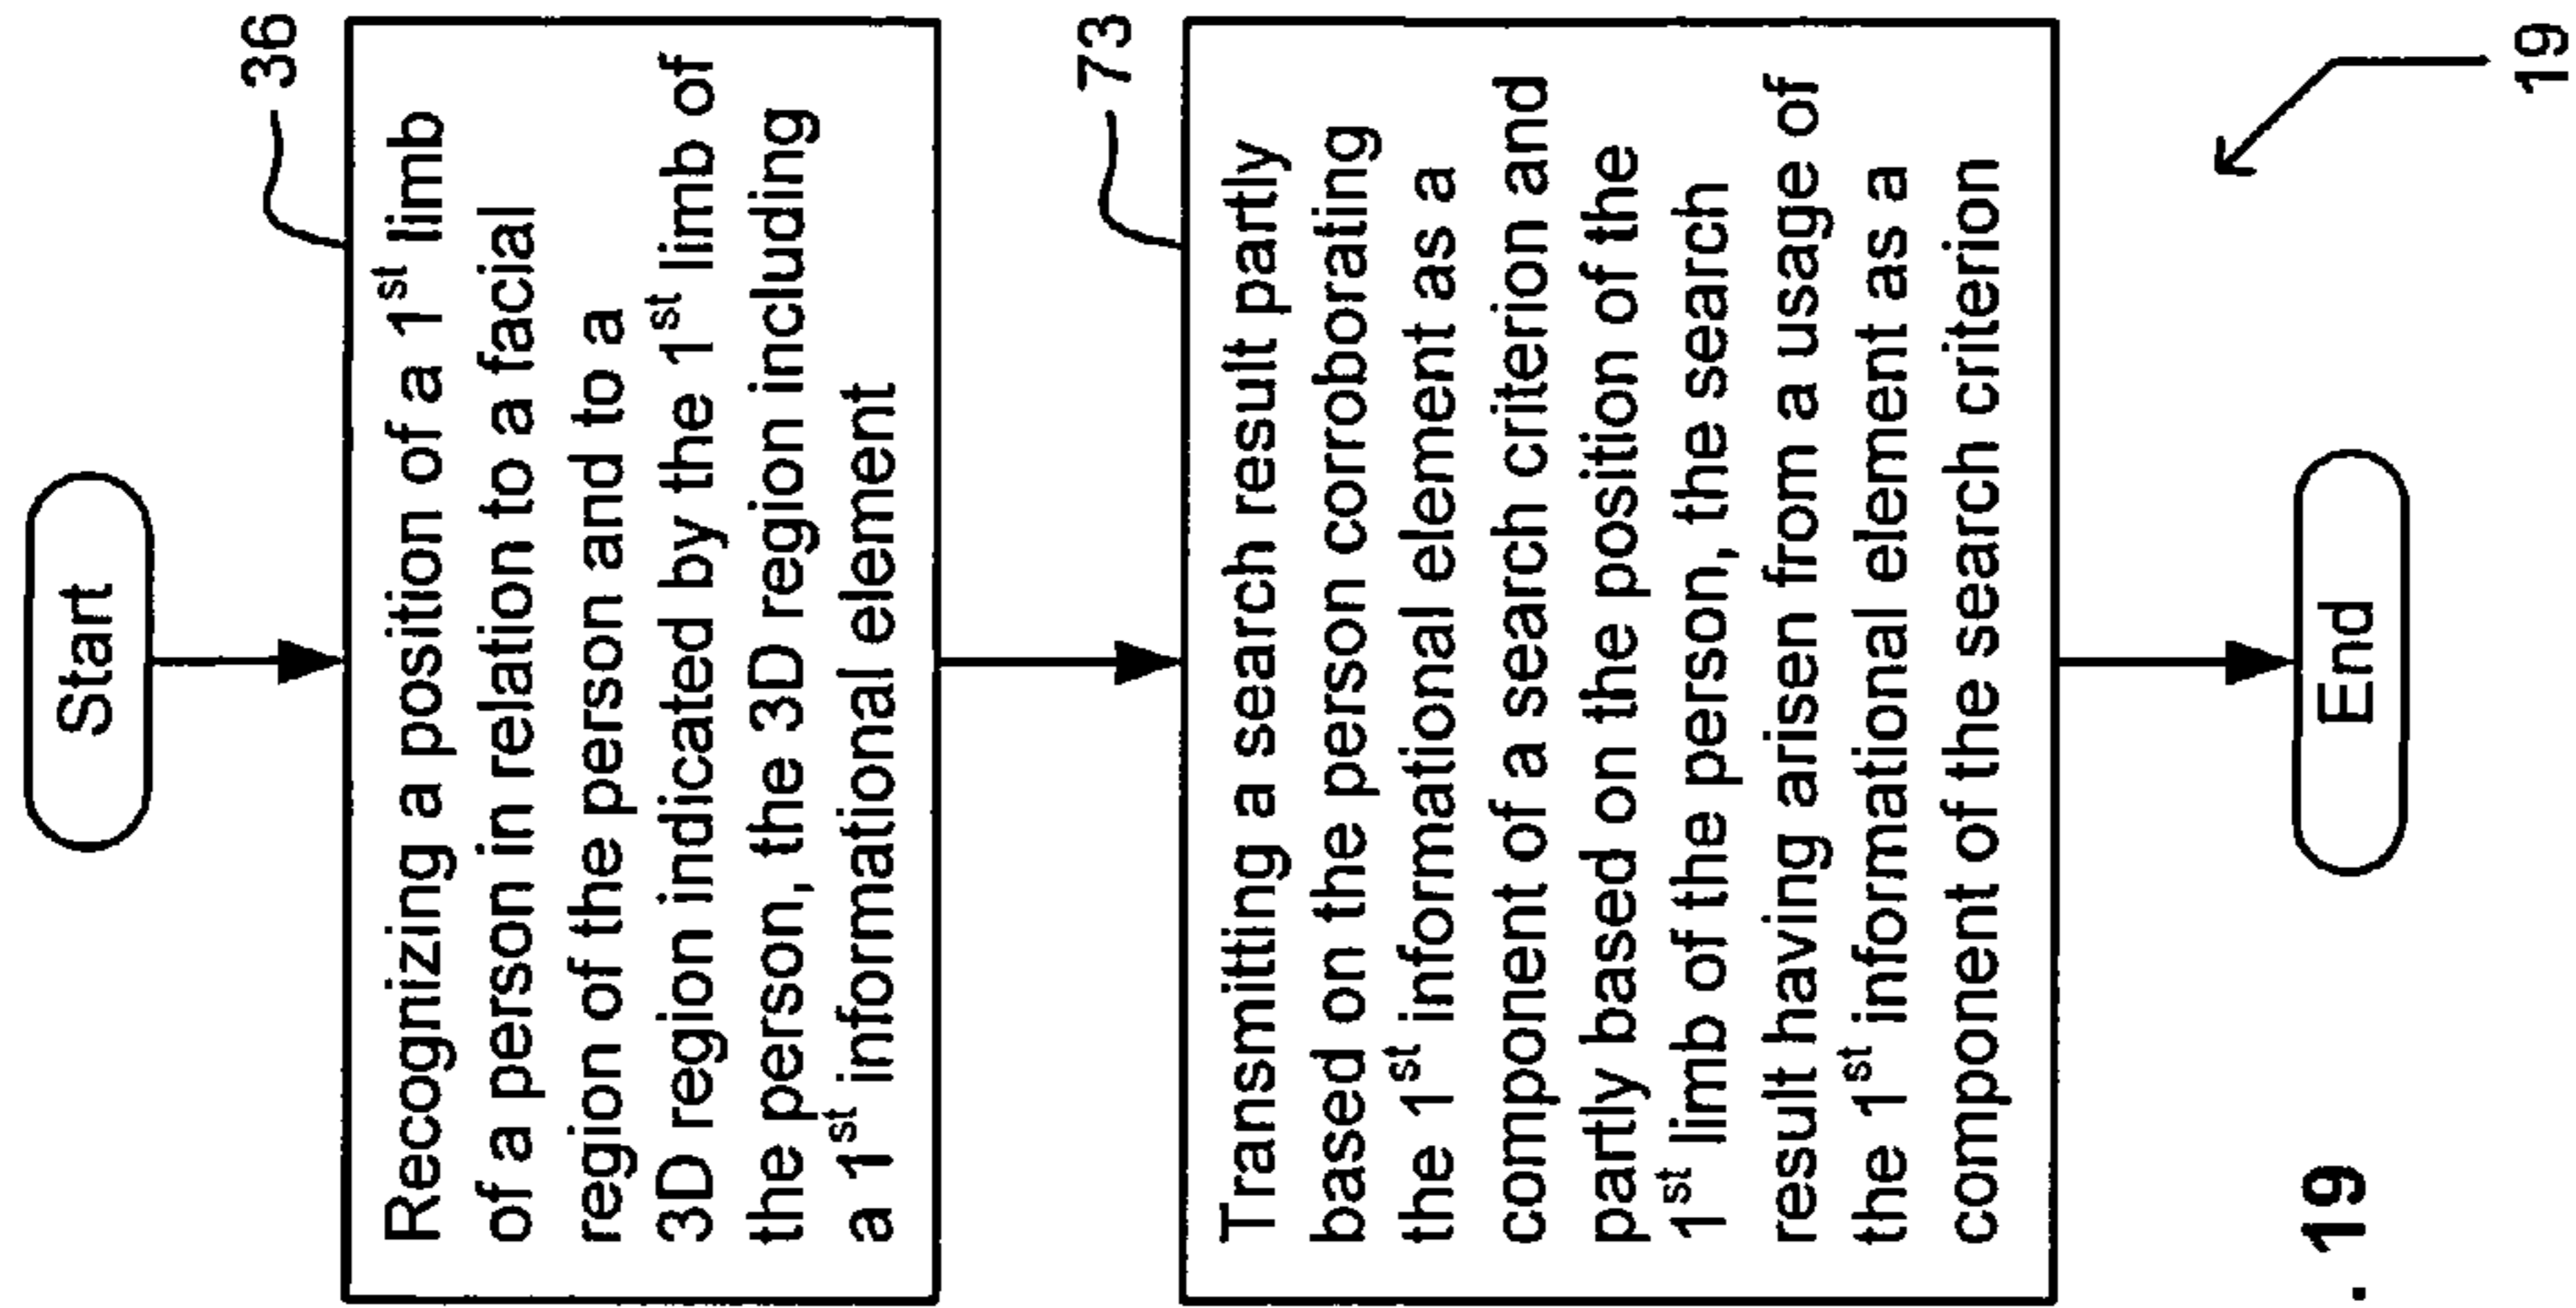 Start
36
Recognizing a position of a 1st limb
of a person in relation to a facial
region of the person and to a
3D region indicated by the 1st limb of
the person, the 3D region including
a 1st informational element
73
Transmitting a search result partly
based on the person corroborating
the 1st informational element as a
component of a search criterion and
partly based on the position of the
1st limb of the person, the search
result having arisen from a usage of
the 1st informational element as a
component of the search criterion
End
. 19
19